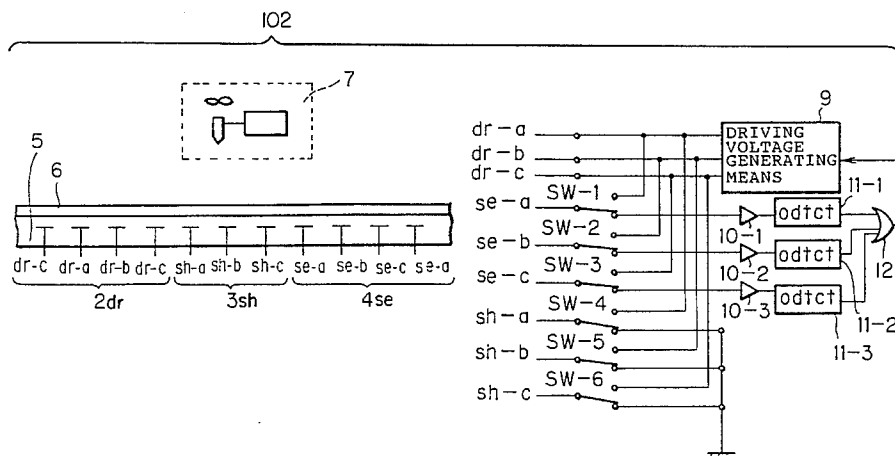 102
7
5
6
dr-c dr-a dr-b dr-c sh-a sh-b sh-c se-a se-b se-c se-a
2dr 3sh 4se
dr-a
dr-b
dr-c
se-a
se-b
se-c
sh-a
sh-b
sh-c
SW-1
SW-2
SW-3
SW-4
SW-5
SW-6
9
DRIVING
VOLTAGE
GENERATING
MEANS
11-1
odtct
10-1
odtct
10-2
12
odtct
10-3
11-2
11-3